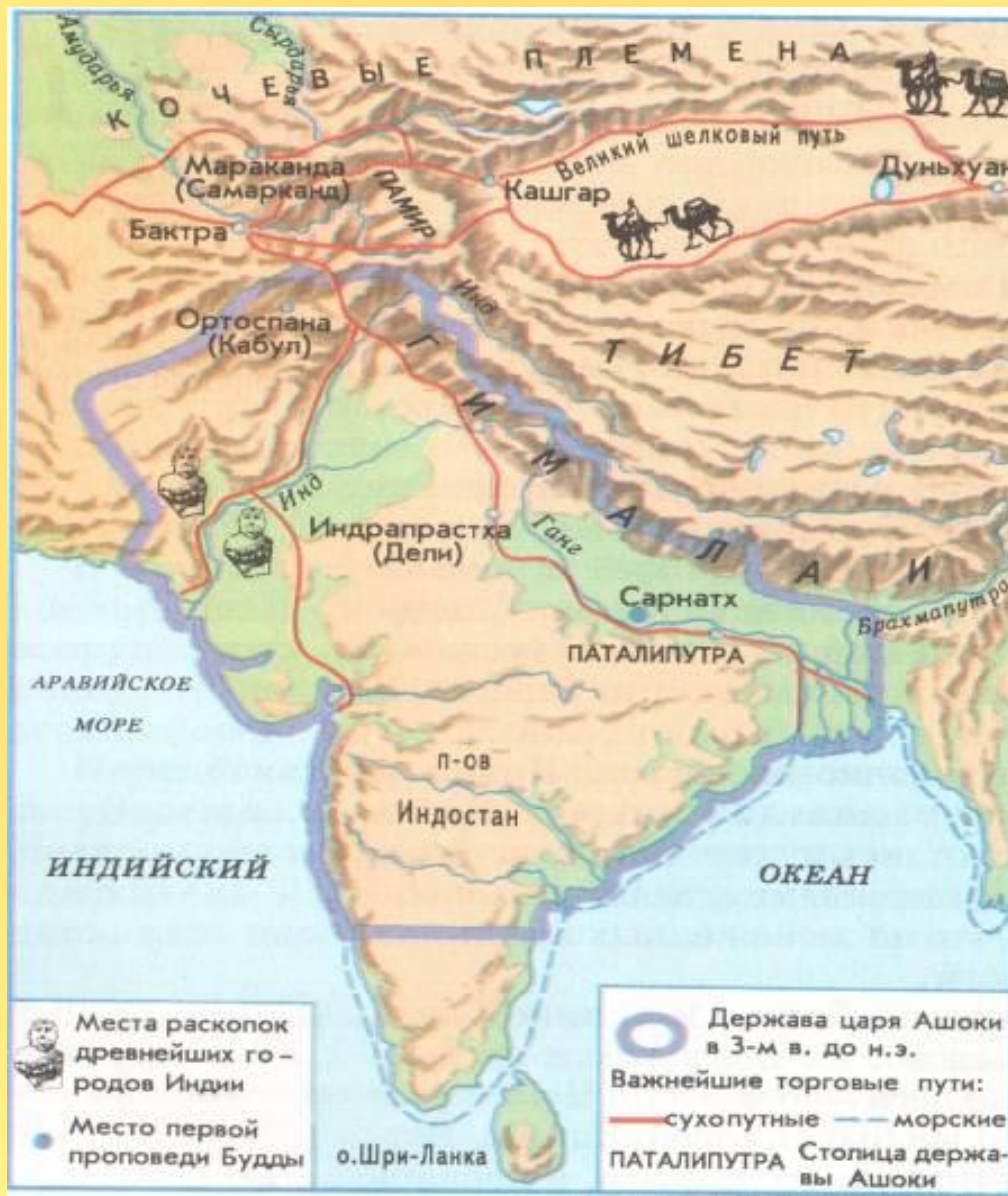 Амударья
Сырдарья
КОЧЕВЫЕ ПЛЕМЕНА
Мараканда
(Самарканд)
ПАМИР
Великий шелковый путь
Кашгар
Дуньхуан
Бактра
Инд
Ортоспана
(Кабул)
ТИБЕТ
ГИМАЛАИ
Инд
Индрапрастха
(Дели)
Ганг
Сарнатх
Брахмапутра
ПАТАЛИПУТРА
АРАВИЙСКОЕ
МОРЕ
п-ов
Индостан
ИНДИЙСКИЙ
ОКЕАН
о.Шри-Ланка
Места раскопок
древнейших го-
родов Индии
Место первой
проповеди Будды
Держава царя Ашоки
в 3-м в. до н.э.
Важнейшие торговые пути:
сухопутные
морские
ПАТАЛИПУТРА Столица держа-
вы Ашоки